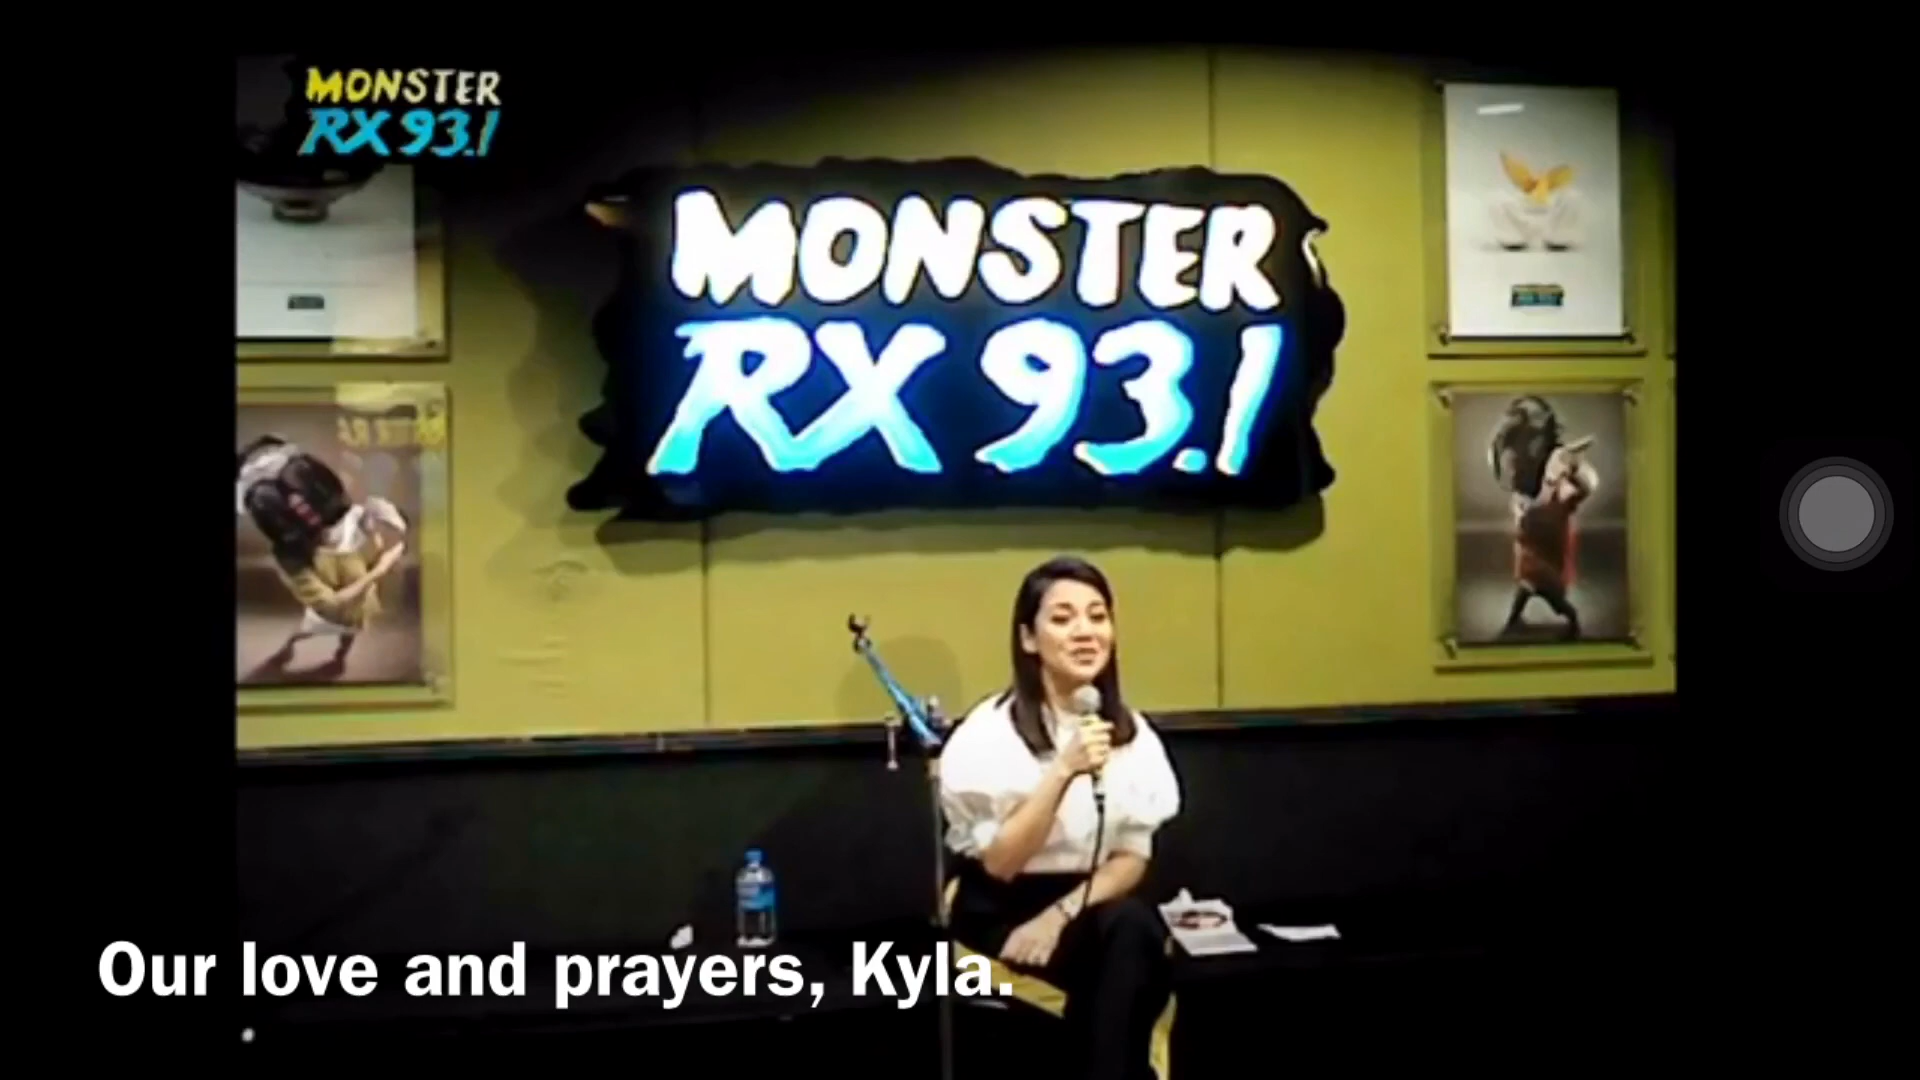 MONSTER
RX 93.1
MONSTER
RX 93.1
Our love and prayers, Kyla.